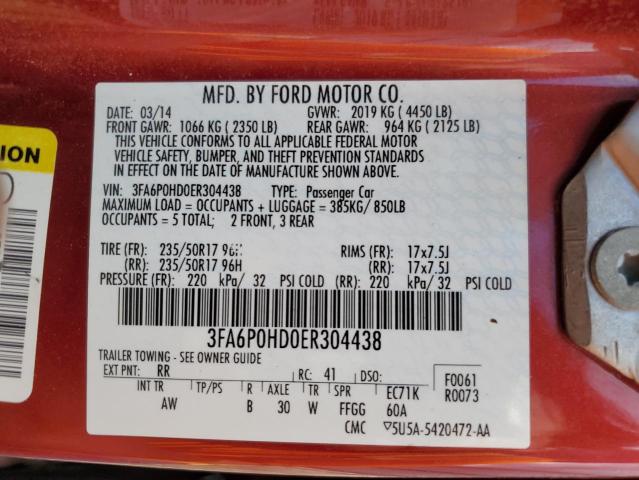 MFD. BY FORD MOTOR CO.
DATE: 03/14 GVWR: 2019 KG ( 4450 LB)
FRONT GAWR: 1066 KG ( 2350 LB) REAR GAWR: 964 KG ( 2125 LB)
THIS VEHICLE CONFORMS TO ALL APPLICABLE FEDERAL MOTOR
VEHICLE SAFETY, BUMPER, AND THEFT PREVENTION STANDARDS
IN EFFECT ON THE DATE OF MANUFACTURE SHOWN ABOVE.
VIN: 3FA6P0HD0ER304438 TYPE: Passenger Car
MAXIMUM LOAD = OCCUPANTS + LUGGAGE = 385KG/ 850LB
OCCUPANTS = 5 TOTAL; 2 FRONT, 3 REAR
TIRE (FR): 235/50R17 96H RIMS (FR): 17x7.5J
(RR): 235/50R17 96H (RR): 17x7.5J
PRESSURE (FR): 220 kPa/ 32 PSI COLD (RR): 220 kPa/ 32 PSI COLD
3FA6P0HD0ER304438
TRAILER TOWING - SEE OWNER GUIDE
EXT PNT: RR RC: 41 DSO: F0061
INT TR TP/PS R AXLE TR SPR EC71K R0073
AW B 30 W FFGG 60A
CMC ▽5U5A-5420472-AA
ION